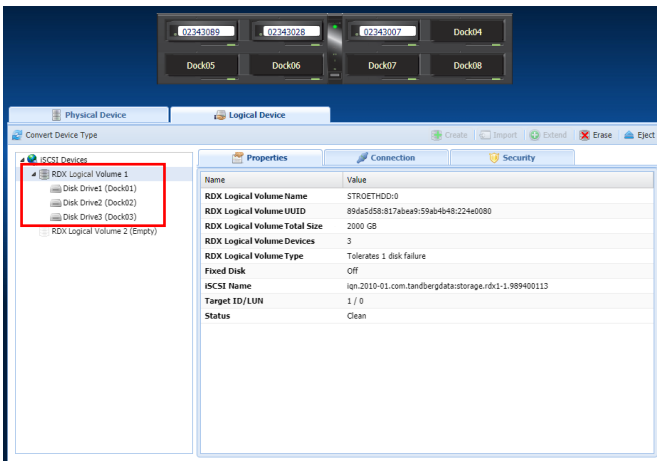 02343089 02343028 02343007 Dock04
Dock05 Dock06 Dock07 Dock08
Physical Device Logical Device
Convert Device Type Create Import Extend Erase Eject
iSCSI Devices
RDX Logical Volume 1
Disk Drive1 (Dock01)
Disk Drive2 (Dock02)
Disk Drive3 (Dock03)
RDX Logical Volume 2 (Empty)
Properties Connection Security
Name Value
RDX Logical Volume Name STROETHDD:0
RDX Logical Volume UUID 89da5d58:817abea9:59ab4b48:224e0080
RDX Logical Volume Total Size 2000 GB
RDX Logical Volume Devices 3
RDX Logical Volume Type Tolerates 1 disk failure
Fixed Disk Off
iSCSI Name iqn.2010-01.com.tandbergdata:storage.rdx1-1.989400113
Target ID/LUN 1 / 0
Status Clean